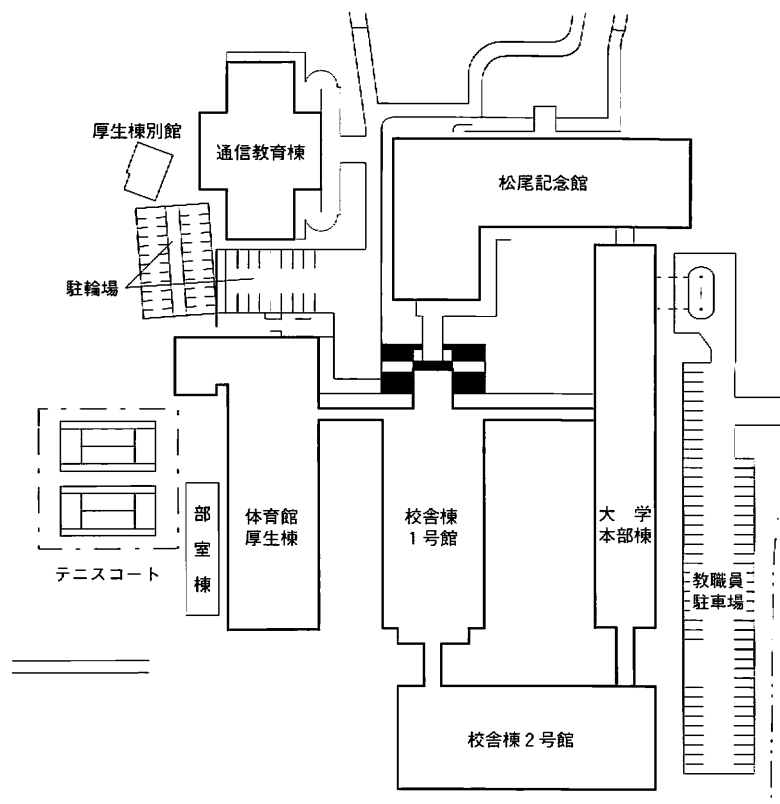 厚生棟別館
通信教育棟
松尾記念館
駐輪場
部室棟
体育館
厚生棟
校舎棟
1号館
大学
本部棟
テニスコート
教職員
駐車場
校舎棟2号館